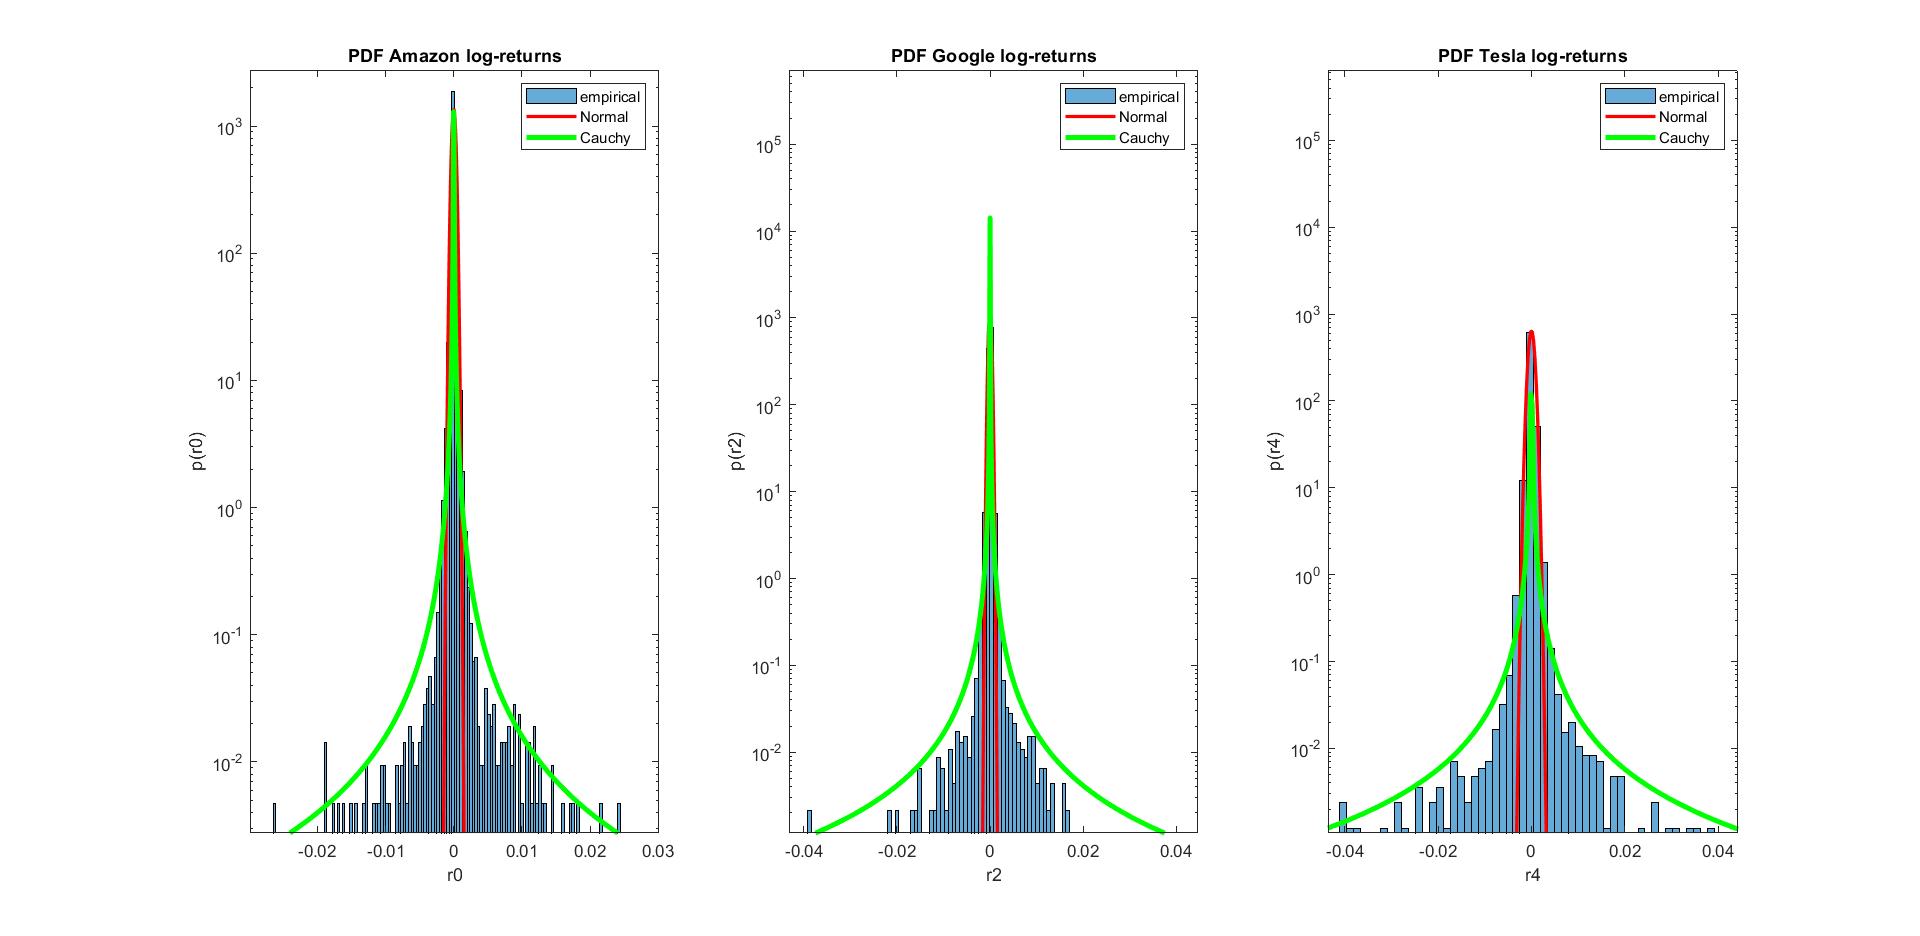 PDF Amazon log-returns
empirical
Normal
Cauchy
10^3
10^2
10^1
10^0
10^-1
10^-2
p(r0)
-0.02 -0.01 0 0.01 0.02 0.03
r0
PDF Google log-returns
empirical
Normal
Cauchy
10^5
10^4
10^3
10^2
10^1
10^0
10^-1
10^-2
p(r2)
-0.04 -0.02 0 0.02 0.04
r2
PDF Tesla log-returns
empirical
Normal
Cauchy
10^5
10^4
10^3
10^2
10^1
10^0
10^-1
10^-2
p(r4)
-0.04 -0.02 0 0.02 0.04
r4